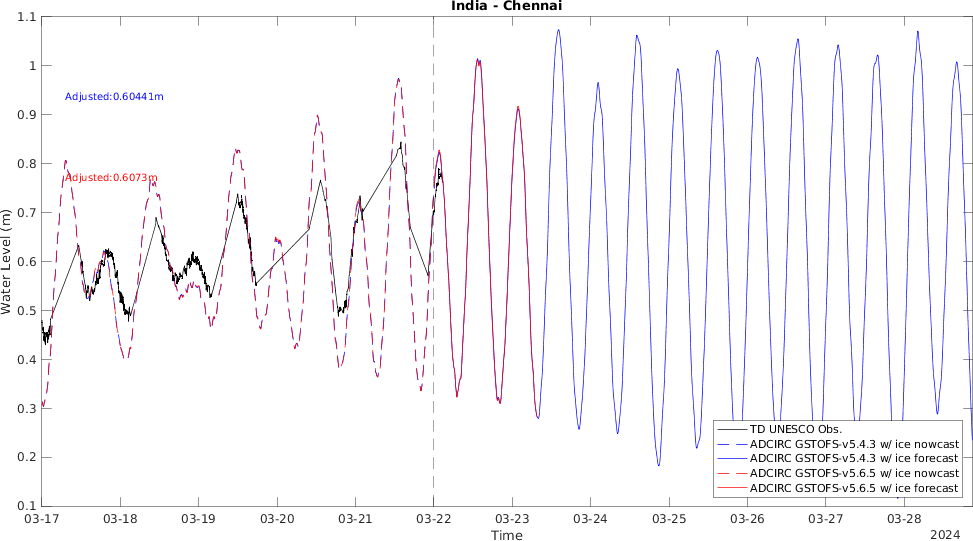 India - Chennai
1.1
1
0.9
0.8
0.7
0.6
0.5
0.4
0.3
0.2
0.1
Water Level (m)
Adjusted:0.60441m
Adjusted:0.6073m
TD UNESCO Obs.
ADCIRC GSTOFS-v5.4.3 w/ ice nowcast
ADCIRC GSTOFS-v5.4.3 w/ ice forecast
ADCIRC GSTOFS-v5.6.5 w/ ice nowcast
ADCIRC GSTOFS-v5.6.5 w/ ice forecast
03-17 03-18 03-19 03-20 03-21 03-22 03-23 03-24 03-25 03-26 03-27 03-28
Time
2024